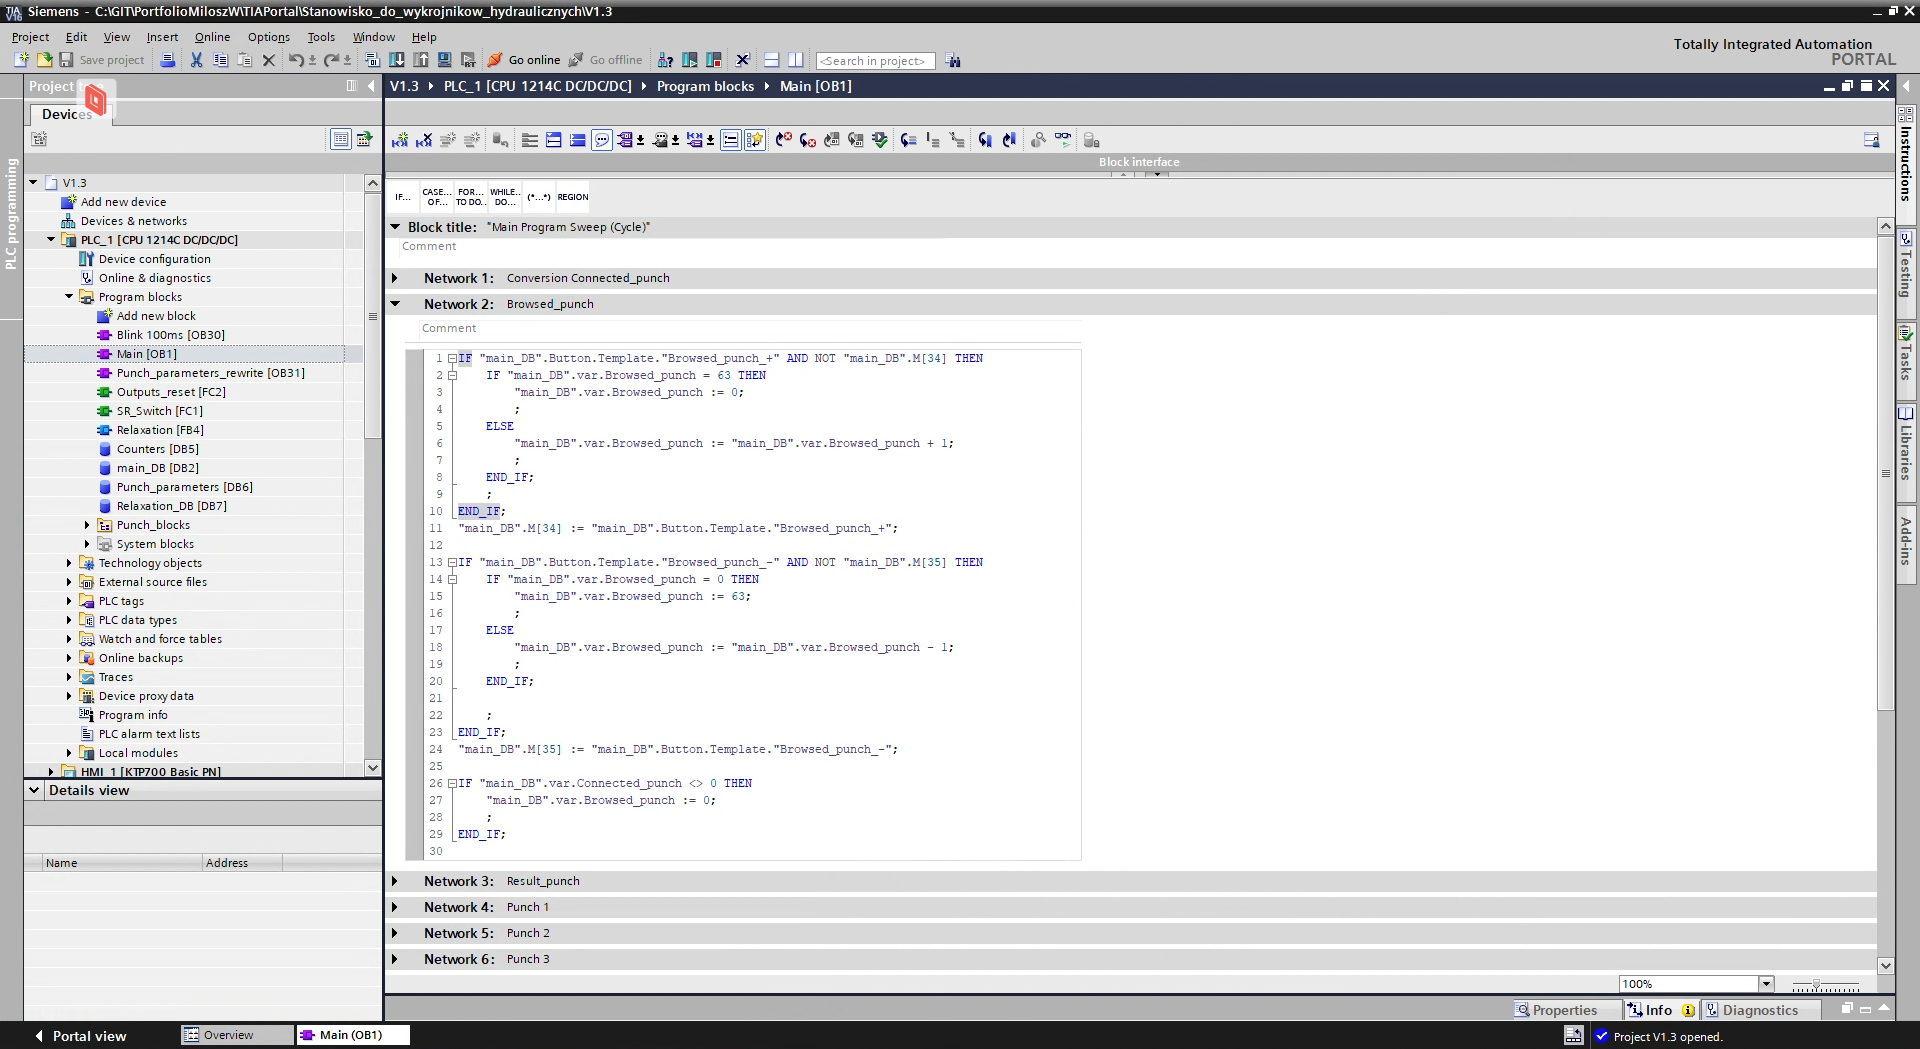 TIA V16 Siemens - C:\GIT\PortfolioMiloszW\TIAPortal\Stanowisko_do_wykrojnikow_hydraulicznych\V1.3
Project Edit View Insert Online Options Tools Window Help
Save project Go online Go offline <Search in project>
Totally Integrated Automation
PORTAL
Project
Devices
PLC programming
V1.3
Add new device
Devices & networks
PLC_1 [CPU 1214C DC/DC/DC]
Device configuration
Online & diagnostics
Program blocks
Add new block
Blink 100ms [OB30]
Main [OB1]
Punch_parameters_rewrite [OB31]
Outputs_reset [FC2]
SR_Switch [FC1]
Relaxation [FB4]
Counters [DB5]
main_DB [DB2]
Punch_parameters [DB6]
Relaxation_DB [DB7]
Punch_blocks
System blocks
Technology objects
External source files
PLC tags
PLC data types
Watch and force tables
Online backups
Traces
Device proxy data
Program info
PLC alarm text lists
Local modules
HMI_1 [KTP700 Basic PN]
Details view
Name Address
V1.3 PLC_1 [CPU 1214C DC/DC/DC] Program blocks Main [OB1]
Block interface
IF... CASE... OF... FOR... TO DO... WHILE.. DO... (*...*) REGION
Block title: "Main Program Sweep (Cycle)"
Comment
Network 1: Conversion Connected_punch
Network 2: Browsed_punch
Comment
1 IF "main_DB".Button.Template."Browsed_punch_+" AND NOT "main_DB".M[34] THEN
2 IF "main_DB".var.Browsed_punch = 63 THEN
3 "main_DB".var.Browsed_punch := 0;
4 ;
5 ELSE
6 "main_DB".var.Browsed_punch := "main_DB".var.Browsed_punch + 1;
7 ;
8 END_IF;
9 ;
10 END_IF;
11 "main_DB".M[34] := "main_DB".Button.Template."Browsed_punch_+";
12
13 IF "main_DB".Button.Template."Browsed_punch_-" AND NOT "main_DB".M[35] THEN
14 IF "main_DB".var.Browsed_punch = 0 THEN
15 "main_DB".var.Browsed_punch := 63;
16 ;
17 ELSE
18 "main_DB".var.Browsed_punch := "main_DB".var.Browsed_punch - 1;
19 ;
20 END_IF;
21
22 ;
23 END_IF;
24 "main_DB".M[35] := "main_DB".Button.Template."Browsed_punch_-";
25
26 IF "main_DB".var.Connected_punch <> 0 THEN
27 "main_DB".var.Browsed_punch := 0;
28 ;
29 END_IF;
30
Network 3: Result_punch
Network 4: Punch 1
Network 5: Punch 2
Network 6: Punch 3
100%
Properties Info Diagnostics
Instructions
Testing
Tasks
Libraries
Add-ins
Portal view Overview Main (OB1) Project V1.3 opened.